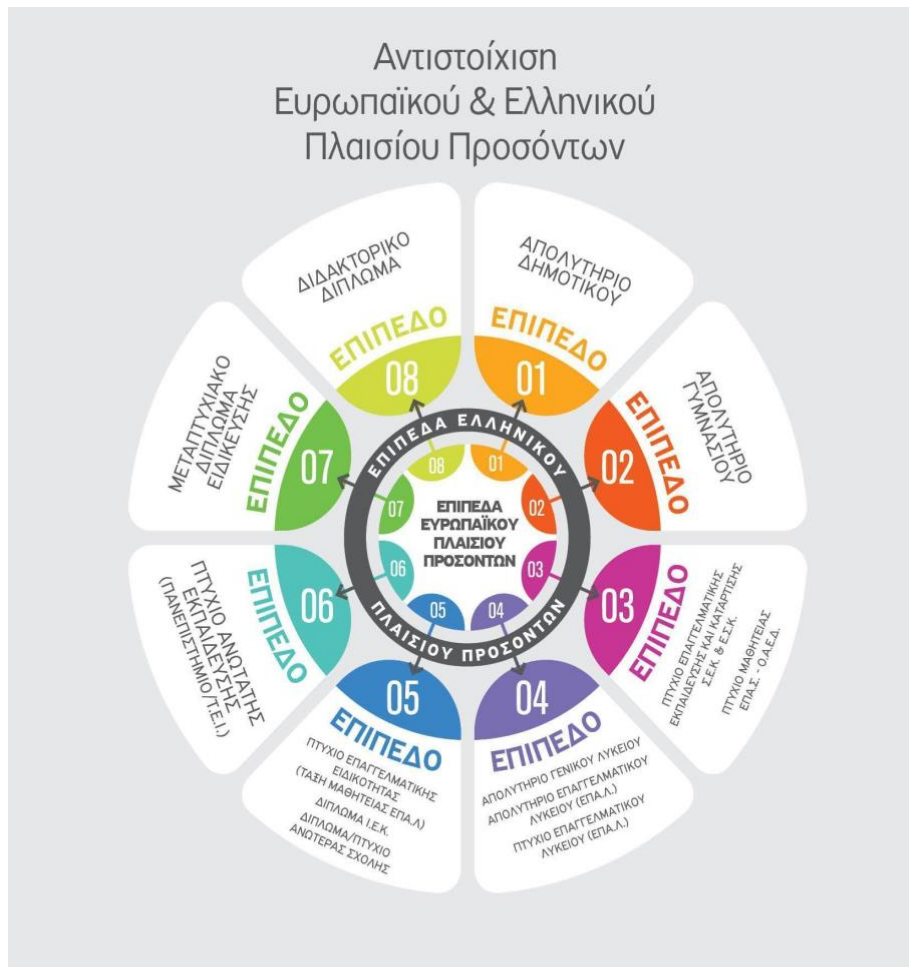 Αντιστοίχιση
Ευρωπαϊκού & Ελληνικού
Πλαισίου Προσόντων
ΑΠΟΛΥΤΗΡΙΟ
ΔΗΜΟΤΙΚΟΥ
ΕΠΙΠΕΔΟ
01
ΑΠΟΛΥΤΗΡΙΟ
ΓΥΜΝΑΣΙΟΥ
ΕΠΙΠΕΔΟ
02
ΕΠΙΠΕΔΟ
03
ΠΤΥΧΙΟ ΕΠΑΓΓΕΛΜΑΤΙΚΗΣ
ΕΚΠΑΙΔΕΥΣΗΣ ΚΑΙ ΚΑΤΑΡΤΙΣΗΣ
Σ.Ε.Κ. & Ε.Σ.Κ.
ΠΤΥΧΙΟ ΜΑΘΗΤΕΙΑΣ
ΕΠΑ.Σ. - Ο.Α.Ε.Δ.
04
ΕΠΙΠΕΔΟ
ΑΠΟΛΥΤΗΡΙΟ ΓΕΝΙΚΟΥ ΛΥΚΕΙΟΥ
ΑΠΟΛΥΤΗΡΙΟ ΕΠΑΓΓΕΛΜΑΤΙΚΟΥ
ΛΥΚΕΙΟΥ (ΕΠΑ.Λ.)
ΠΤΥΧΙΟ ΕΠΑΓΓΕΛΜΑΤΙΚΟΥ
ΛΥΚΕΙΟΥ (ΕΠΑ.Λ.)
05
ΕΠΙΠΕΔΟ
ΠΤΥΧΙΟ ΕΠΑΓΓΕΛΜΑΤΙΚΗΣ
ΕΙΔΙΚΟΤΗΤΑΣ
(ΤΑΞΗ ΜΑΘΗΤΕΙΑΣ ΕΠΑ.Λ)
ΔΙΠΛΩΜΑ Ι.Ε.Κ.
ΔΙΠΛΩΜΑ/ΠΤΥΧΙΟ
ΑΝΩΤΕΡΑΣ ΣΧΟΛΗΣ
06
ΕΠΙΠΕΔΟ
ΠΤΥΧΙΟ ΑΝΩΤΑΤΗΣ
ΕΚΠΑΙΔΕΥΣΗΣ
(ΠΑΝΕΠΙΣΤΗΜΙΟ/Τ.Ε.Ι.)
ΜΕΤΑΠΤΥΧΙΑΚΟ
ΔΙΠΛΩΜΑ
ΕΙΔΙΚΕΥΣΗΣ
ΕΠΙΠΕΔΟ
07
ΔΙΔΑΚΤΟΡΙΚΟ
ΔΙΠΛΩΜΑ
ΕΠΙΠΕΔΟ
08
ΕΠΙΠΕΔΑ ΕΛΛΗΝΙΚΟΥ
ΠΛΑΙΣΙΟΥ ΠΡΟΣΟΝΤΩΝ
01
02
03
04
05
06
07
08
ΕΠΙΠΕΔΑ
ΕΥΡΩΠΑΪΚΟΥ
ΠΛΑΙΣΙΟΥ
ΠΡΟΣΟΝΤΩΝ